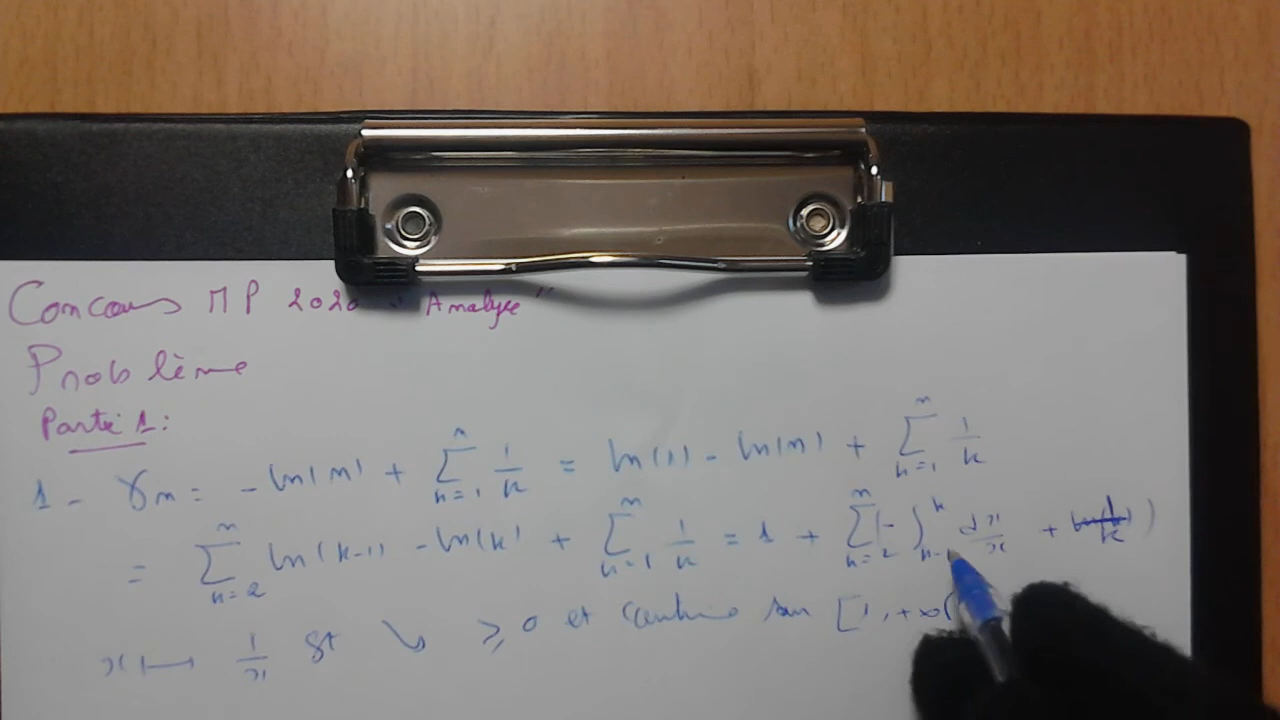 Concours MP 2020 "Analyse"
Problème
Partie 1:
1 - γn = - ln(n) + ∑_{k=1}^{n} 1/k = ln(1) - ln(n) + ∑_{k=1}^{n} 1/k
= ∑_{k=2}^{n} ln(k-1) - ln(k) + ∑_{k=1}^{n} 1/k = 1 + ∑_{k=2}^{n} (- ∫_{k-1}^{k} dx/x + 1/k)
x ⟼ 1/x est ↘ ≥ 0 et continue sur [1, +∞(